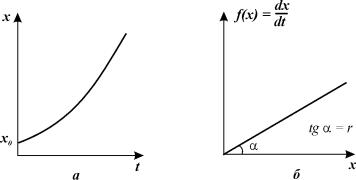 x
x₀
t
а
f(x) = dx/dt
tg α = r
α
x
б